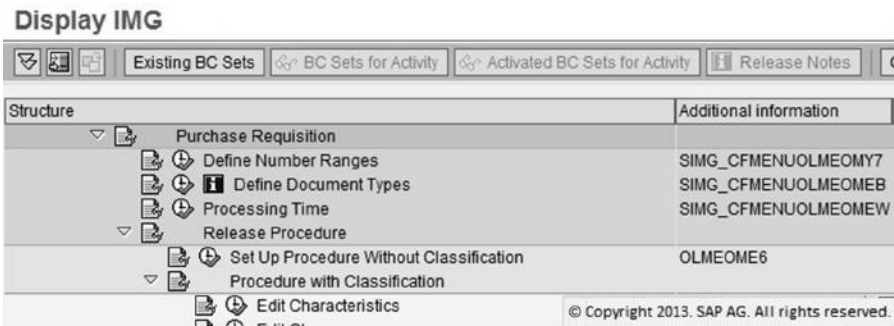 Display IMG
Existing BC Sets BC Sets for Activity Activated BC Sets for Activity Release Notes
Structure Additional information
Purchase Requisition
Define Number Ranges SIMG_CFMENUOLMEOMY7
Define Document Types SIMG_CFMENUOLMEOMEB
Processing Time SIMG_CFMENUOLMEOMEW
Release Procedure
Set Up Procedure Without Classification OLMEOME6
Procedure with Classification
Edit Characteristics
© Copyright 2013. SAP AG. All rights reserved.